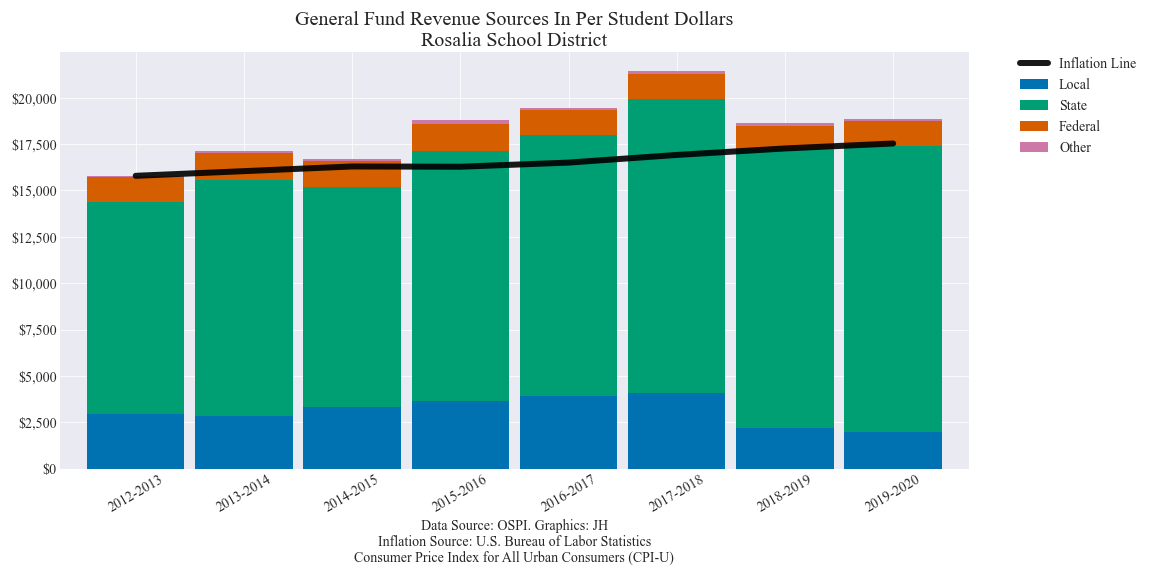 General Fund Revenue Sources In Per Student Dollars
Rosalia School District
Inflation Line
Local
State
Federal
Other
$20,000
$17,500
$15,000
$12,500
$10,000
$7,500
$5,000
$2,500
$0
2012-2013
2013-2014
2014-2015
2015-2016
2016-2017
2017-2018
2018-2019
2019-2020
Data Source: OSPI. Graphics: JH
Inflation Source: U.S. Bureau of Labor Statistics
Consumer Price Index for All Urban Consumers (CPI-U)